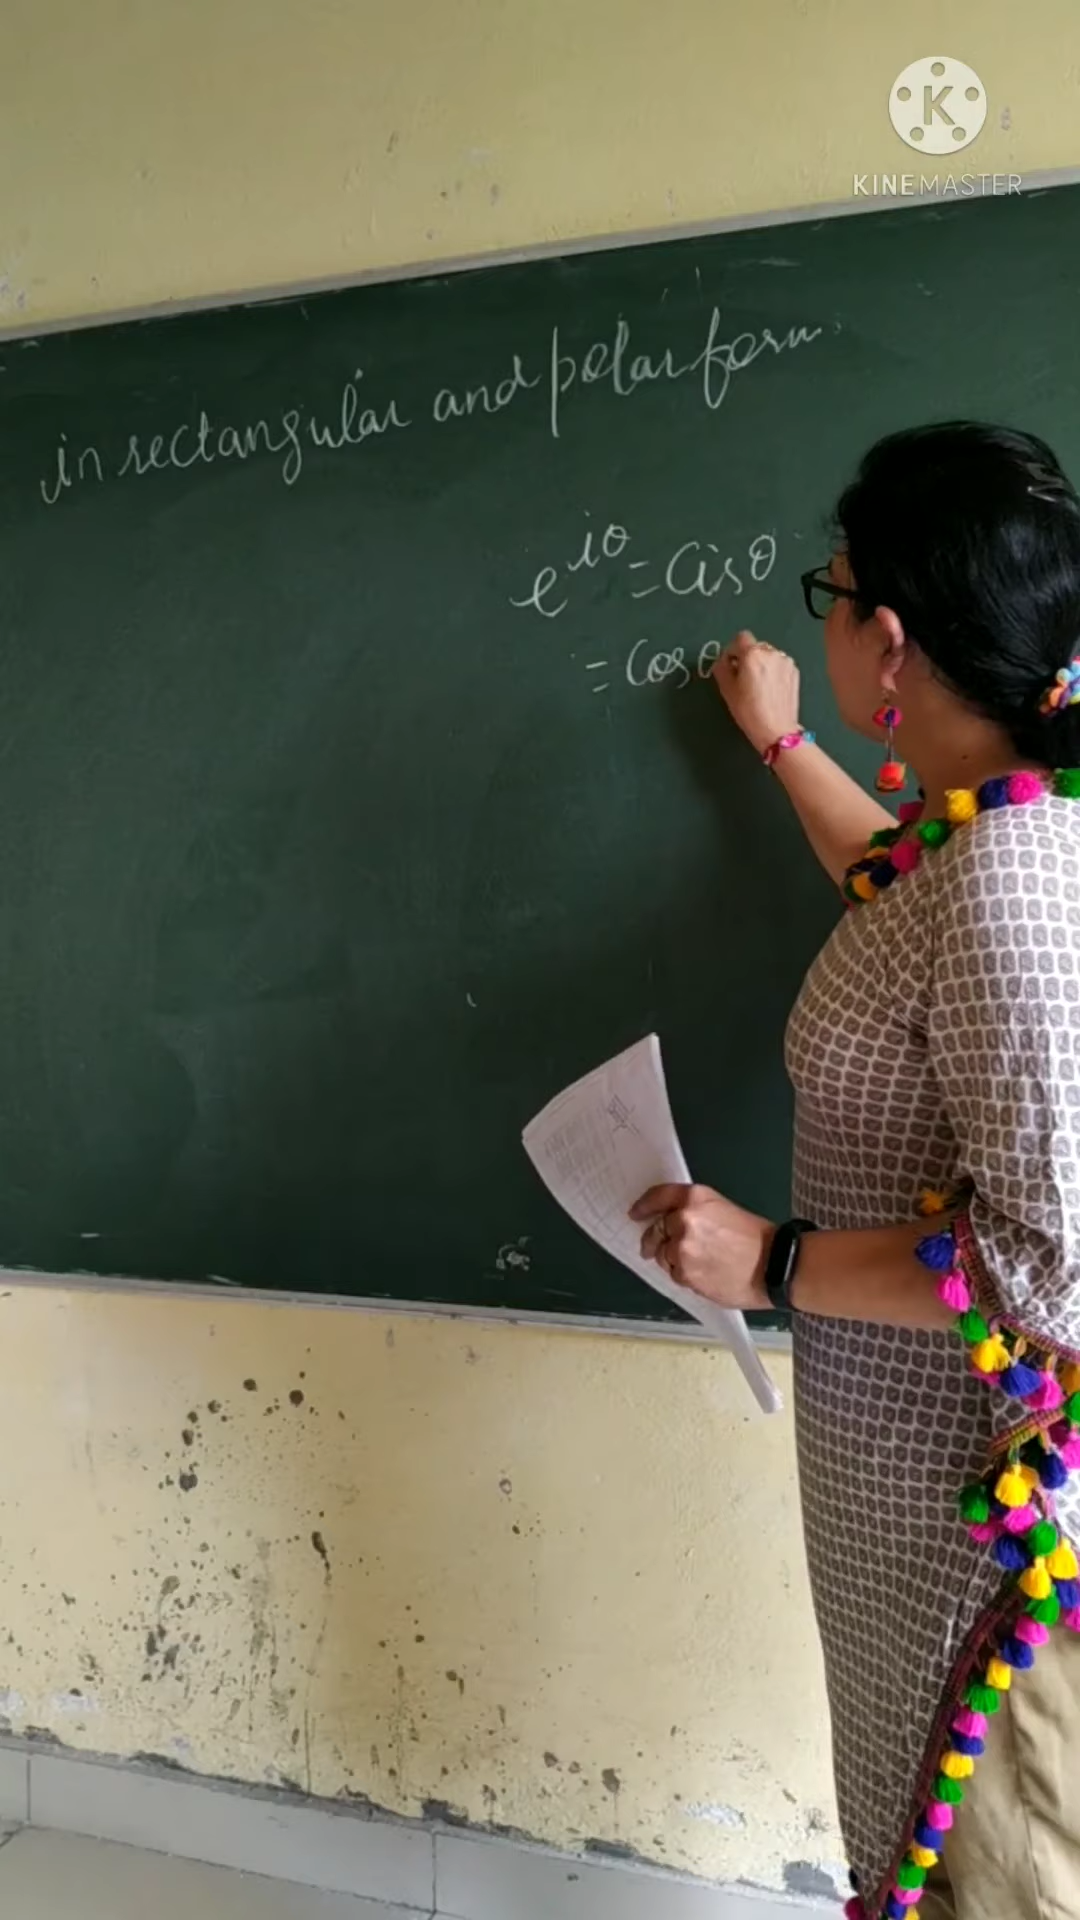 KINEMASTER
in rectangular and polar form.
e^iθ = Cisθ
= Cosθ